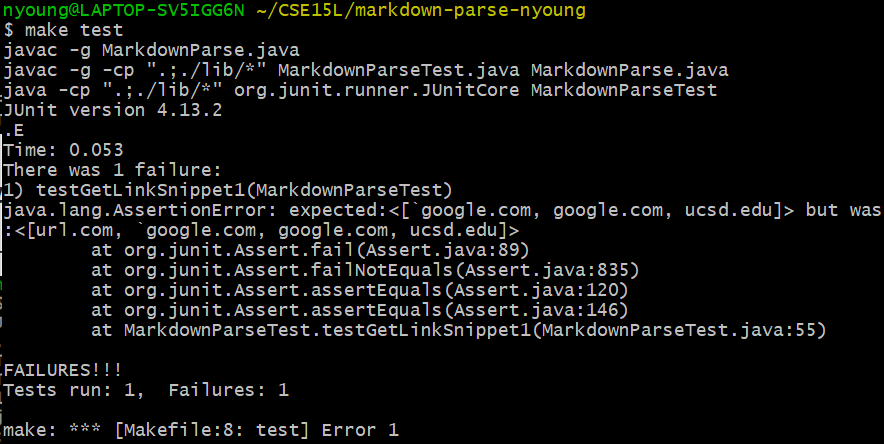 nyoung@LAPTOP-SV5IGG6N ~/CSE15L/markdown-parse-nyoung
$ make test
javac -g MarkdownParse.java
javac -g -cp ".;./lib/*" MarkdownParseTest.java MarkdownParse.java
java -cp ".;./lib/*" org.junit.runner.JUnitCore MarkdownParseTest
JUnit version 4.13.2
.E
Time: 0.053
There was 1 failure:
1) testGetLinkSnippet1(MarkdownParseTest)
java.lang.AssertionError: expected:<[`google.com, google.com, ucsd.edu]> but was
:<[url.com, `google.com, google.com, ucsd.edu]>
        at org.junit.Assert.fail(Assert.java:89)
        at org.junit.Assert.failNotEquals(Assert.java:835)
        at org.junit.Assert.assertEquals(Assert.java:120)
        at org.junit.Assert.assertEquals(Assert.java:146)
        at MarkdownParseTest.testGetLinkSnippet1(MarkdownParseTest.java:55)

FAILURES!!!
Tests run: 1,  Failures: 1

make: *** [Makefile:8: test] Error 1